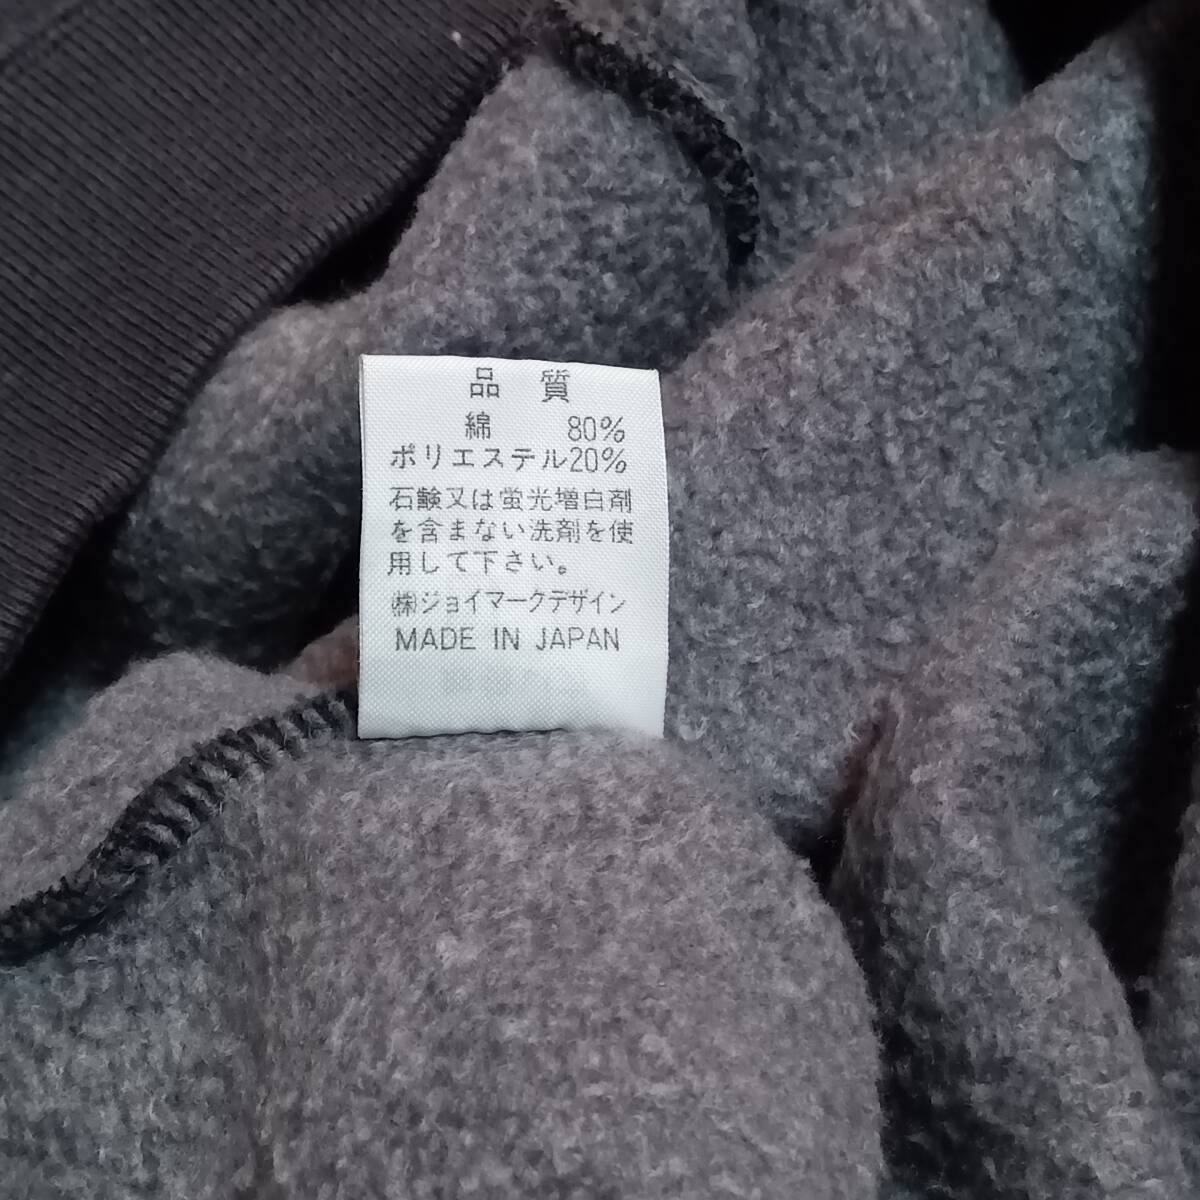 品 質
綿 80%
ポリエステル20%
石鹸又は蛍光増白剤
を含まない洗剤を使
用して下さい。
㈱ジョイマークデザイン
MADE IN JAPAN